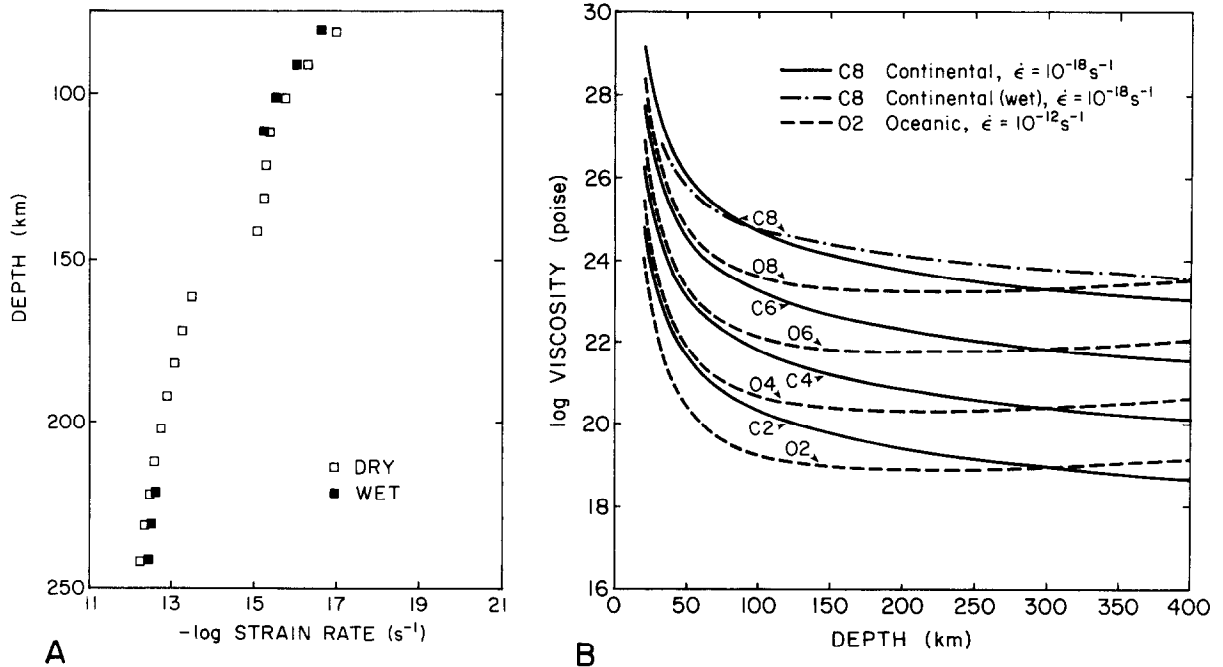 100
150
200
250
DEPTH (km)
DRY
WET
11 13 15 17 19 21
−log STRAIN RATE (s⁻¹)
A
30
28
26
24
22
20
18
16
log VISCOSITY (poise)
C8 Continental, ε̇ = 10⁻¹⁸s⁻¹
C8 Continental (wet), ε̇ = 10⁻¹⁸s⁻¹
O2 Oceanic, ε̇ = 10⁻¹²s⁻¹
C8
O8
C6
O6
C4
O4
C2
O2
0 50 100 150 200 250 300 350 400
DEPTH (km)
B